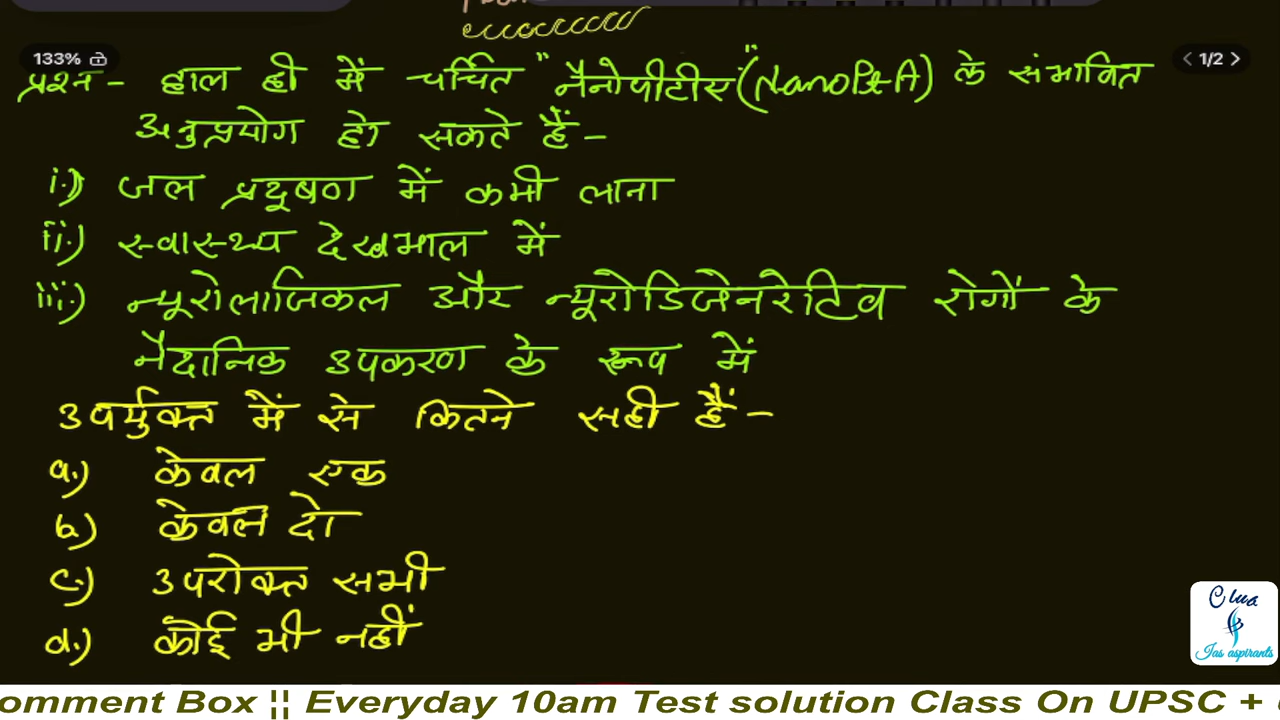 133%
1/2
प्रश्न - हाल ही में चर्चित "नैनोपीटीए" (NanoPtA) के संभावित
अनुप्रयोग हो सकते हैं -
i.) जल प्रदूषण में कमी लाना
ii.) स्वास्थ्य देखभाल में
iii.) न्यूरोलाजिकल और न्यूरोडिजेनरेटिव रोगों के
नैदानिक उपकरण के रूप में
उपर्युक्त में से कितने सही हैं -
a.) केवल एक
b.) केवल दो
c.) उपरोक्त सभी
d.) कोई भी नहीं
Clue
Ias aspirants
omment Box ¦¦ Everyday 10am Test solution Class On UPSC +